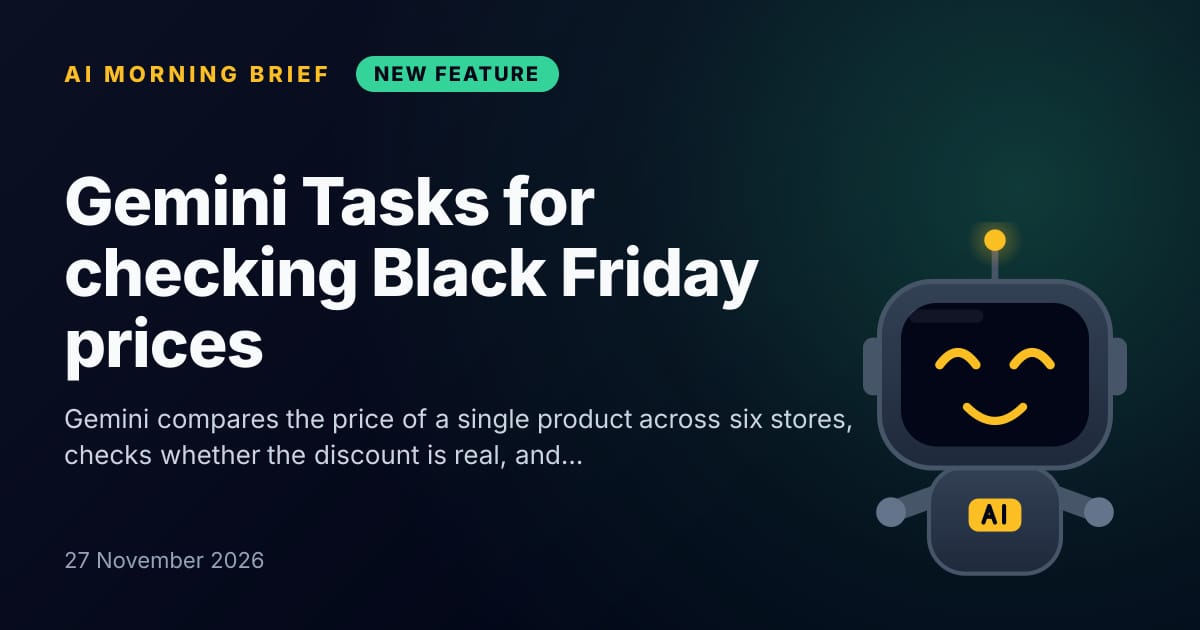 AI MORNING BRIEF
NEW FEATURE
Gemini Tasks for
checking Black Friday
prices
Gemini compares the price of a single product across six stores,
checks whether the discount is real, and...
27 November 2026
AI